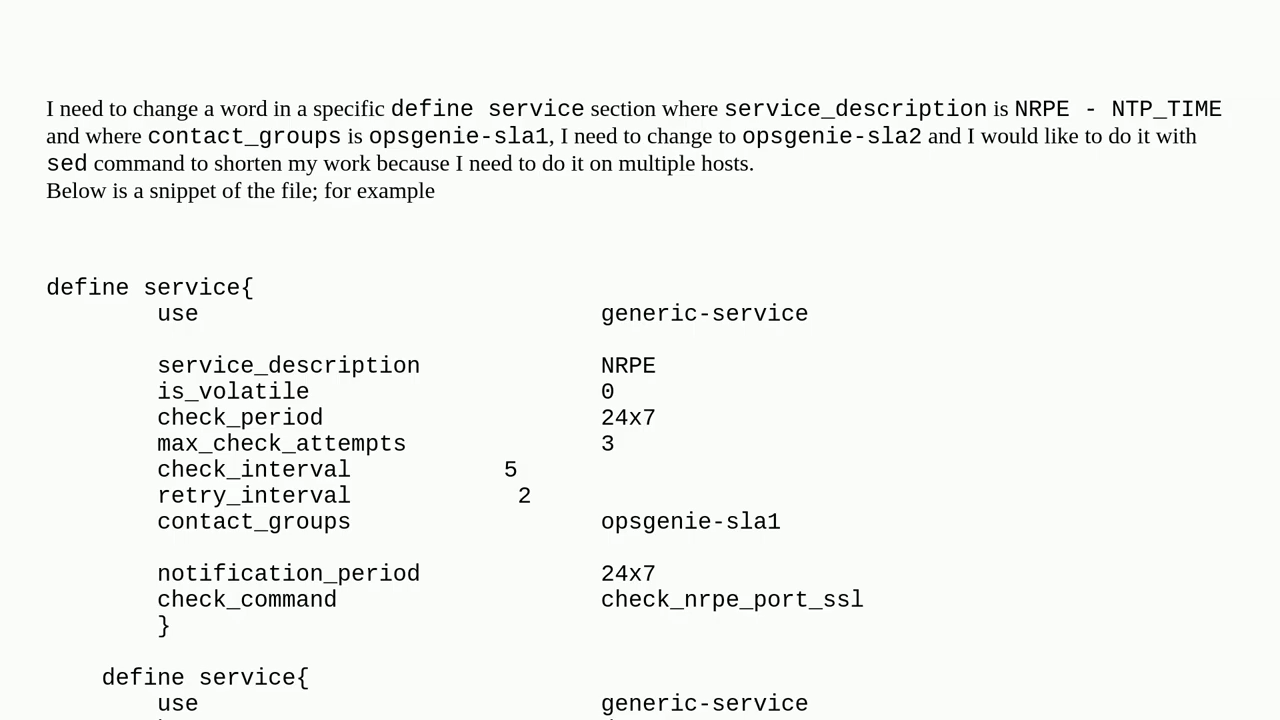 I need to change a word in a specific define service section where service_description is NRPE - NTP_TIME
and where contact_groups is opsgenie-sla1, I need to change to opsgenie-sla2 and I would like to do it with
sed command to shorten my work because I need to do it on multiple hosts.
Below is a snippet of the file; for example
define service{
use generic-service
service_description NRPE
is_volatile 0
check_period 24x7
max_check_attempts 3
check_interval 5
retry_interval 2
contact_groups opsgenie-sla1
notification_period 24x7
check_command check_nrpe_port_ssl
}
define service{
use generic-service